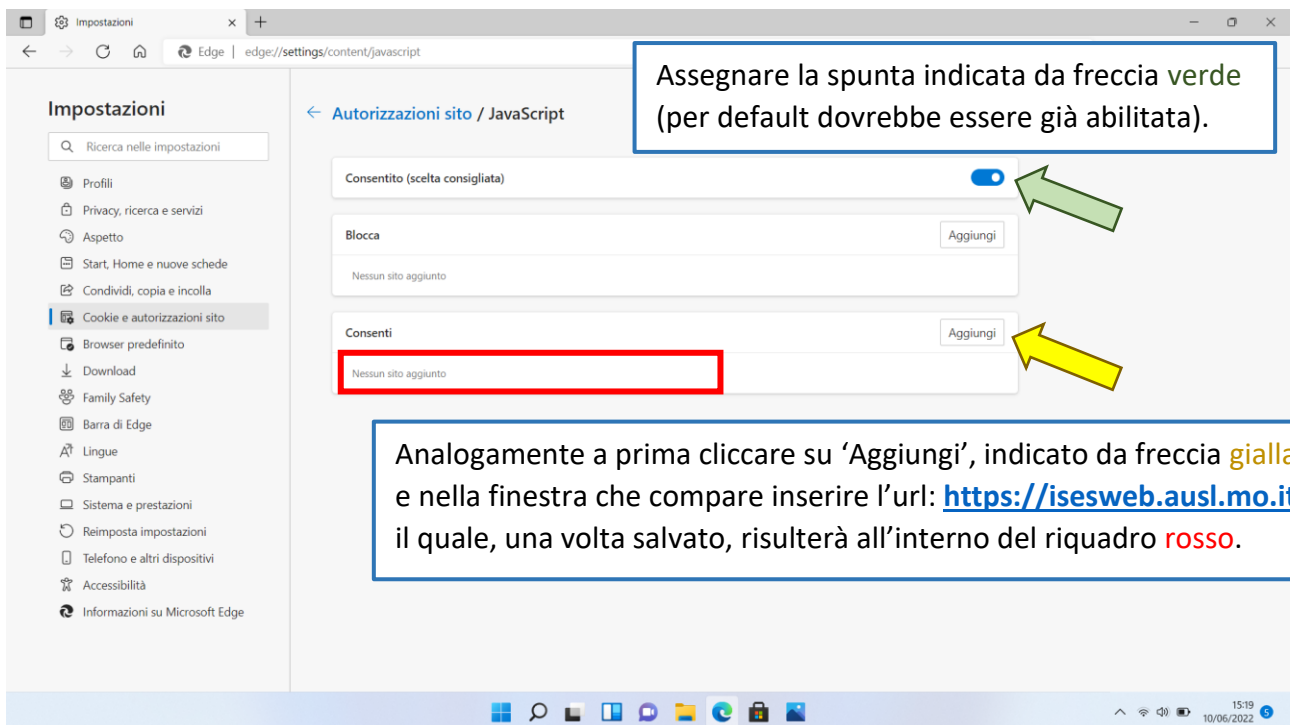 Impostazioni
Edge | edge://settings/content/javascript
Assegnare la spunta indicata da freccia verde
(per default dovrebbe essere già abilitata).
Impostazioni
Ricerca nelle impostazioni
Profili
Privacy, ricerca e servizi
Aspetto
Start, Home e nuove schede
Condividi, copia e incolla
Cookie e autorizzazioni sito
Browser predefinito
Download
Family Safety
Barra di Edge
Lingue
Stampanti
Sistema e prestazioni
Reimposta impostazioni
Telefono e altri dispositivi
Accessibilità
Informazioni su Microsoft Edge
Autorizzazioni sito / JavaScript
Consentito (scelta consigliata)
Blocca Aggiungi
Nessun sito aggiunto
Consenti Aggiungi
Nessun sito aggiunto
Analogamente a prima cliccare su ‘Aggiungi’, indicato da freccia gialla
e nella finestra che compare inserire l’url: https://isesweb.ausl.mo.it
il quale, una volta salvato, risulterà all’interno del riquadro rosso.
15:19
10/06/2022
5